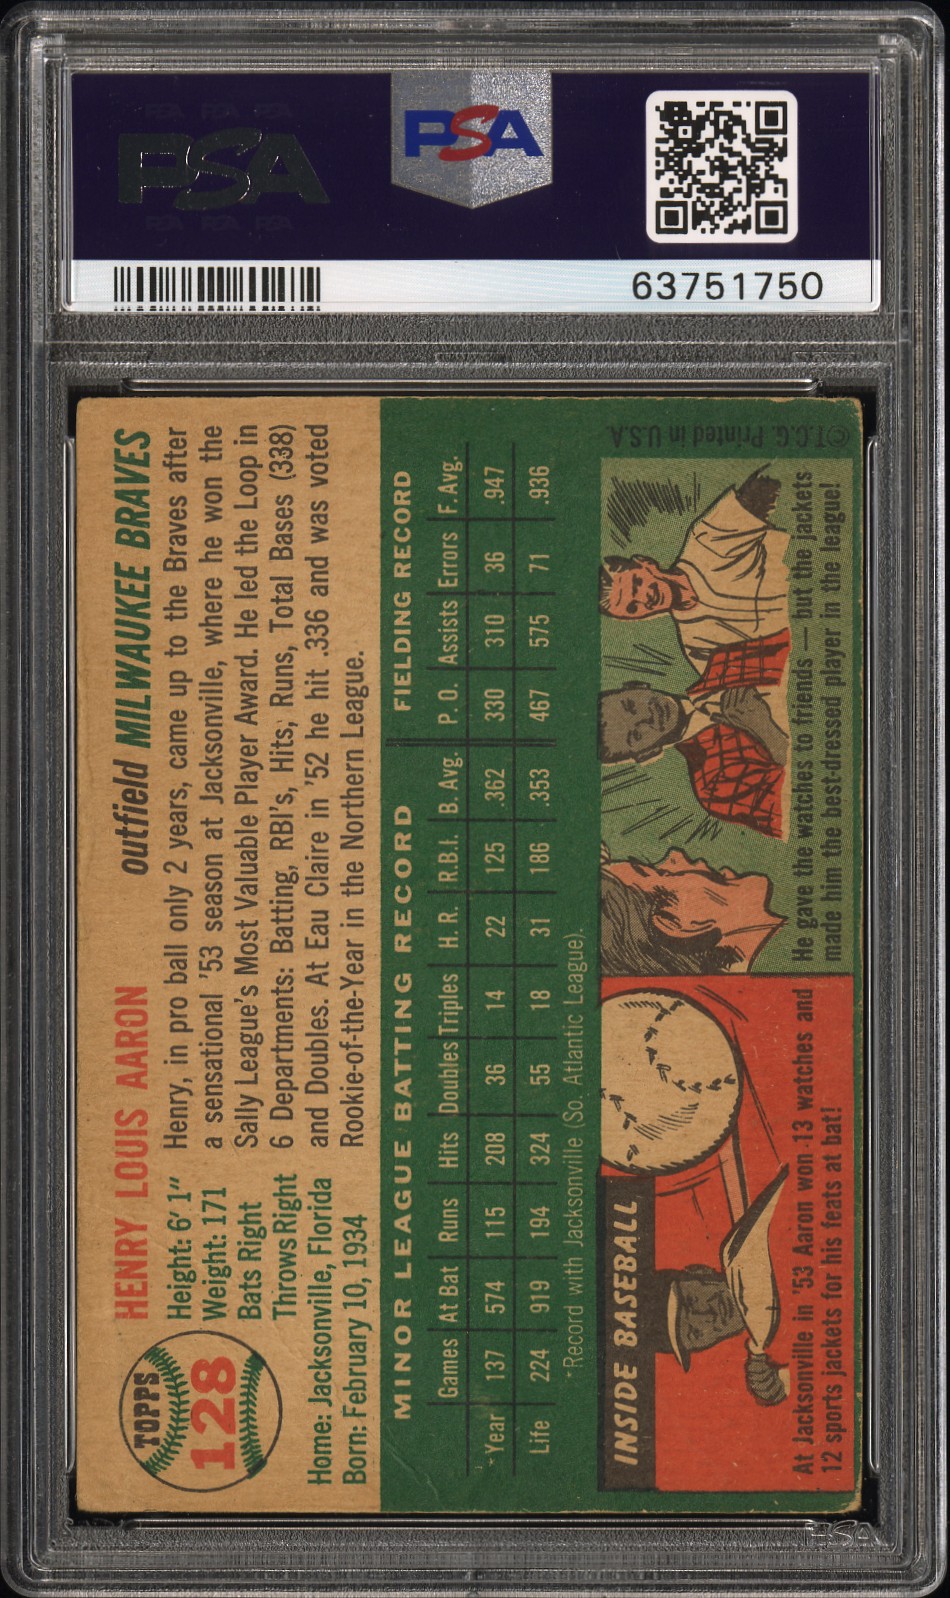 PSA PSA PSA
PSA
PSA PSA PSA
PSA
63751750
TOPPS
128
HENRY LOUIS AARON
outfield MILWAUKEE BRAVES
Height: 6' 1"
Weight: 171
Bats Right
Throws Right
Home: Jacksonville, Florida
Born: February 10, 1934
Henry, in pro ball only 2 years, came up to the Braves after
a sensational '53 season at Jacksonville, where he won the
Sally League's Most Valuable Player Award. He led the Loop in
6 Departments: Batting, RBI's, Hits, Runs, Total Bases (338)
and Doubles. At Eau Claire in '52 he hit .336 and was voted
Rookie-of-the-Year in the Northern League.
MINOR LEAGUE BATTING RECORD FIELDING RECORD
Games At Bat Runs Hits Doubles Triples H. R. R.B.I. B. Avg. P. O. Assists Errors F. Avg.
*Year 137 574 115 208 36 14 22 125 .362 330 310 36 .947
Life 224 919 194 324 55 18 31 186 .353 467 575 71 .936
*Record with Jacksonville (So. Atlantic League).
INSIDE BASEBALL
At Jacksonville in '53 Aaron won 13 watches and
12 sports jackets for his feats at bat!
He gave the watches to friends — but the jackets
made him the best-dressed player in the league!
©T.C.G. Printed in U.S.A
PSA